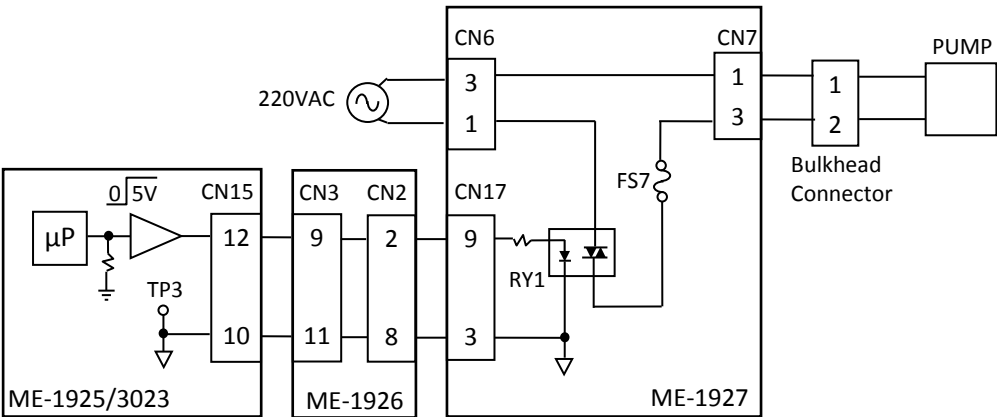 CN6
CN7
PUMP
220VAC
3
1
1
3
1
2
Bulkhead
Connector
FS7
0 5V
CN15
CN3
CN2
CN17
µP
12
9
2
9
RY1
TP3
10
11
8
3
ME-1925/3023
ME-1926
ME-1927